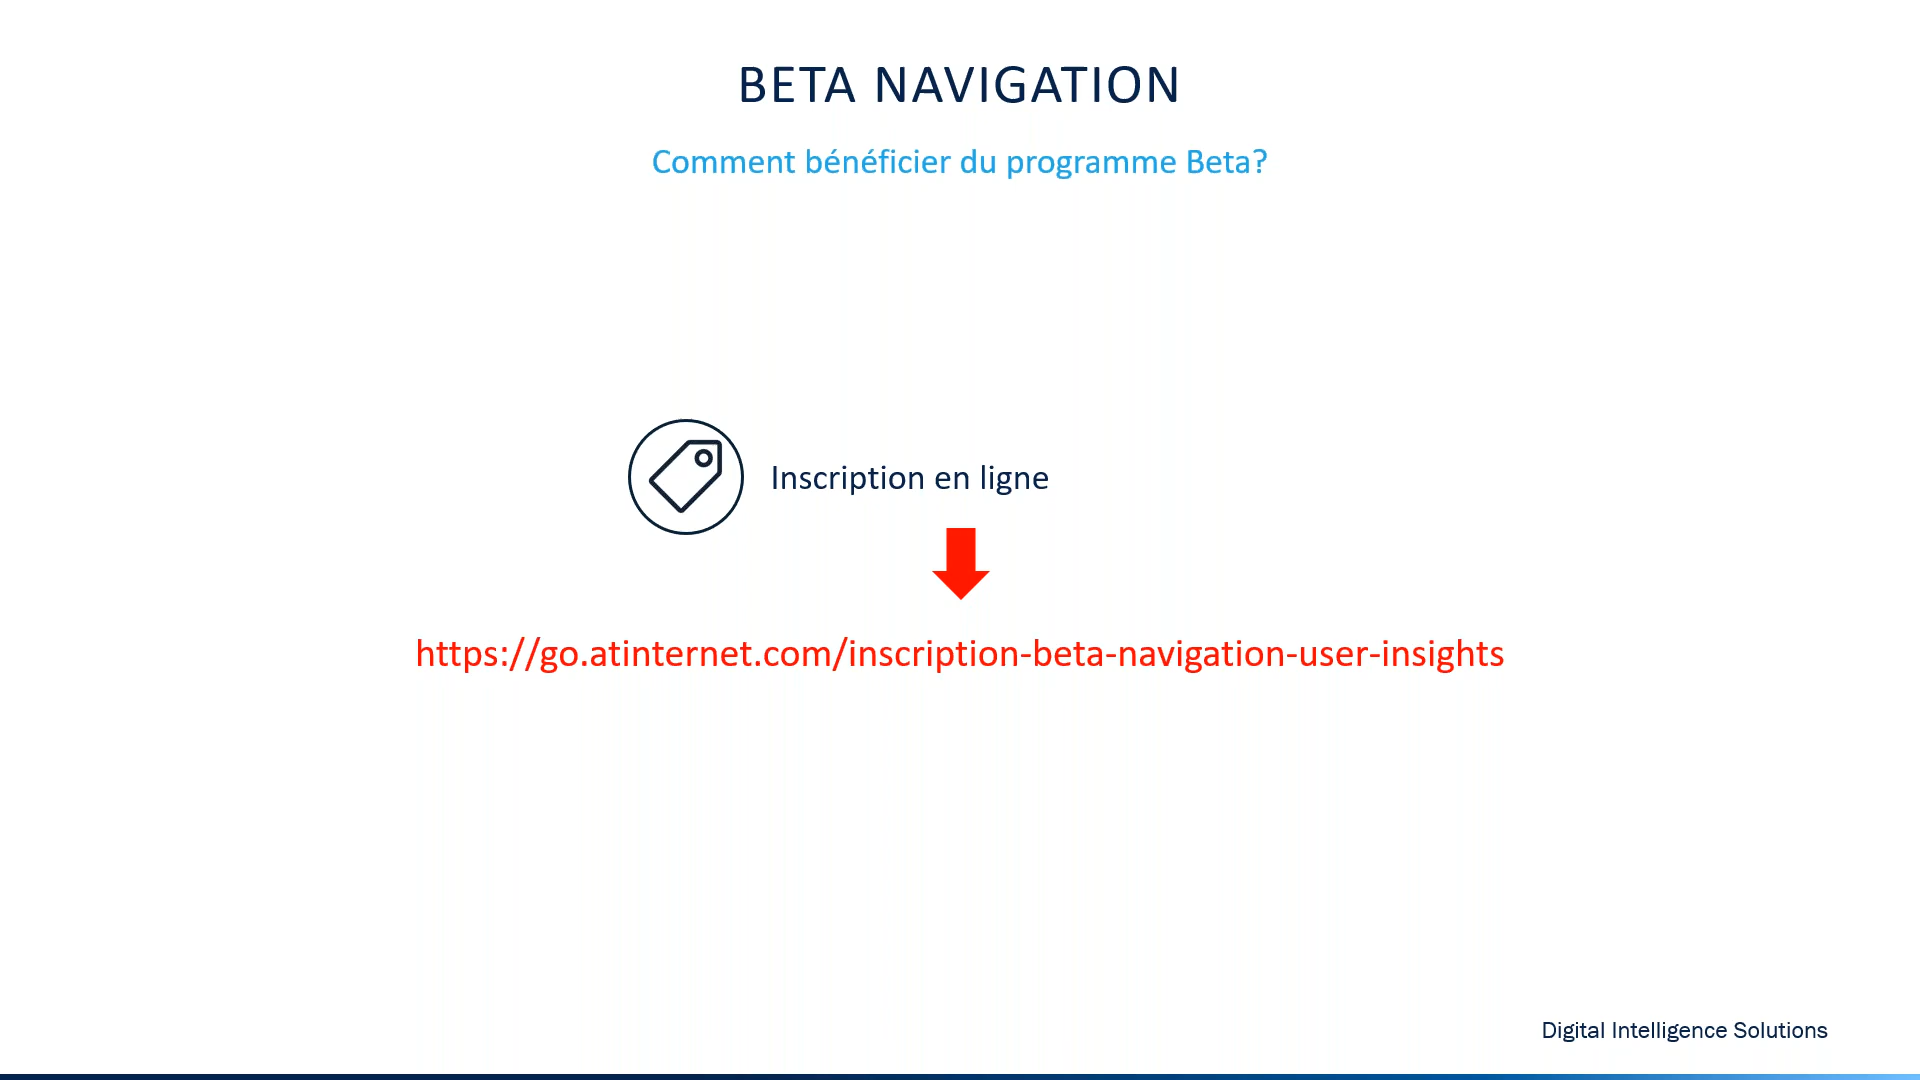 BETA NAVIGATION
Comment bénéficier du programme Beta?
Inscription en ligne
https://go.atinternet.com/inscription-beta-navigation-user-insights
Digital Intelligence Solutions